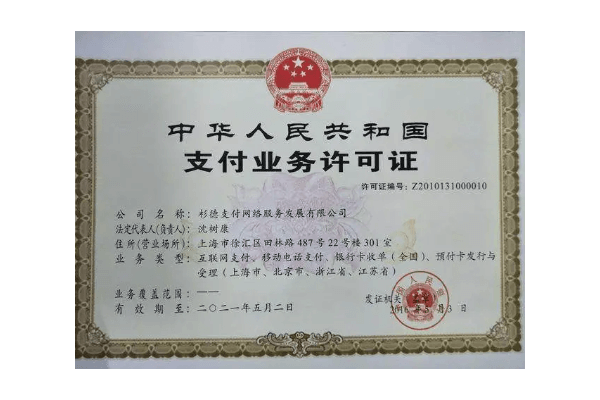 中华人民共和国
支付业务许可证
许可证编号：Z2010131000010
公 司 名 称：杉德支付网络服务发展有限公司
法定代表人(负责人)：沈树康
住 所（营业场所）：上海市徐汇区田林路487号22号楼301室
业 务 类 型：互联网支付、移动电话支付、银行卡收单（全国）、预付卡发行与
受理（上海市、北京市、浙江省、江苏省）
业务覆盖范围：——
发证机关
有 效 期 至：二〇二一年五月二日